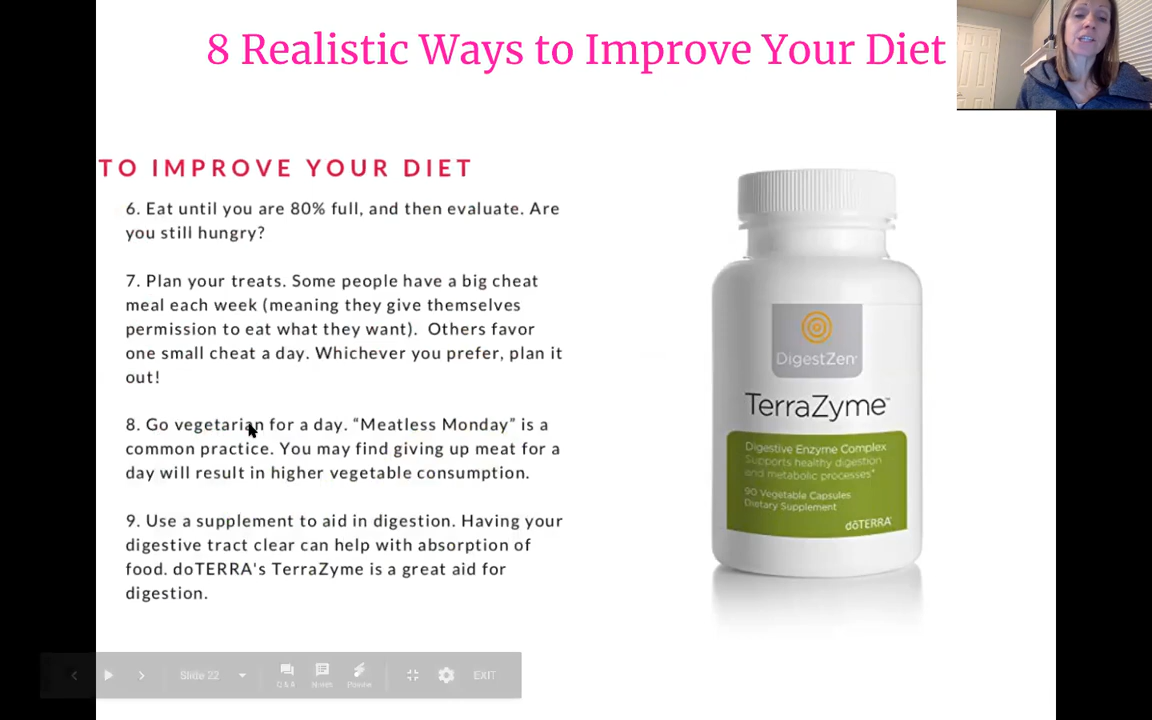 8 Realistic Ways to Improve Your Diet
TO IMPROVE YOUR DIET
6. Eat until you are 80% full, and then evaluate. Are
you still hungry?
7. Plan your treats. Some people have a big cheat
meal each week (meaning they give themselves
permission to eat what they want). Others favor
one small cheat a day. Whichever you prefer, plan it
out!
8. Go vegetarian for a day. “Meatless Monday” is a
common practice. You may find giving up meat for a
day will result in higher vegetable consumption.
9. Use a supplement to aid in digestion. Having your
digestive tract clear can help with absorption of
food. doTERRA's TerraZyme is a great aid for
digestion.
DigestZen
TerraZyme™
Digestive Enzyme Complex
Supports healthy digestion
and metabolic processes*
90 Vegetable Capsules
Dietary Supplement
dōTERRA
Slide 22
Q & A
Pointer
EXIT